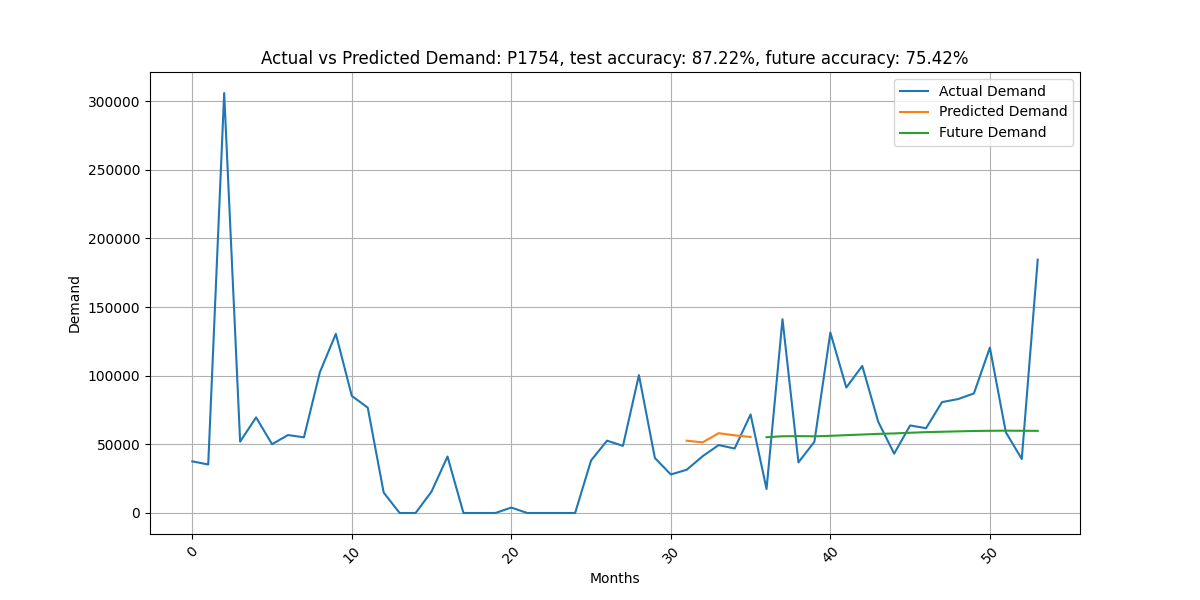 Actual vs Predicted Demand: P1754, test accuracy: 87.22%, future accuracy: 75.42%
Actual Demand
Predicted Demand
Future Demand
300000
250000
200000
150000
100000
50000
0
Demand
0
10
20
30
40
50
Months